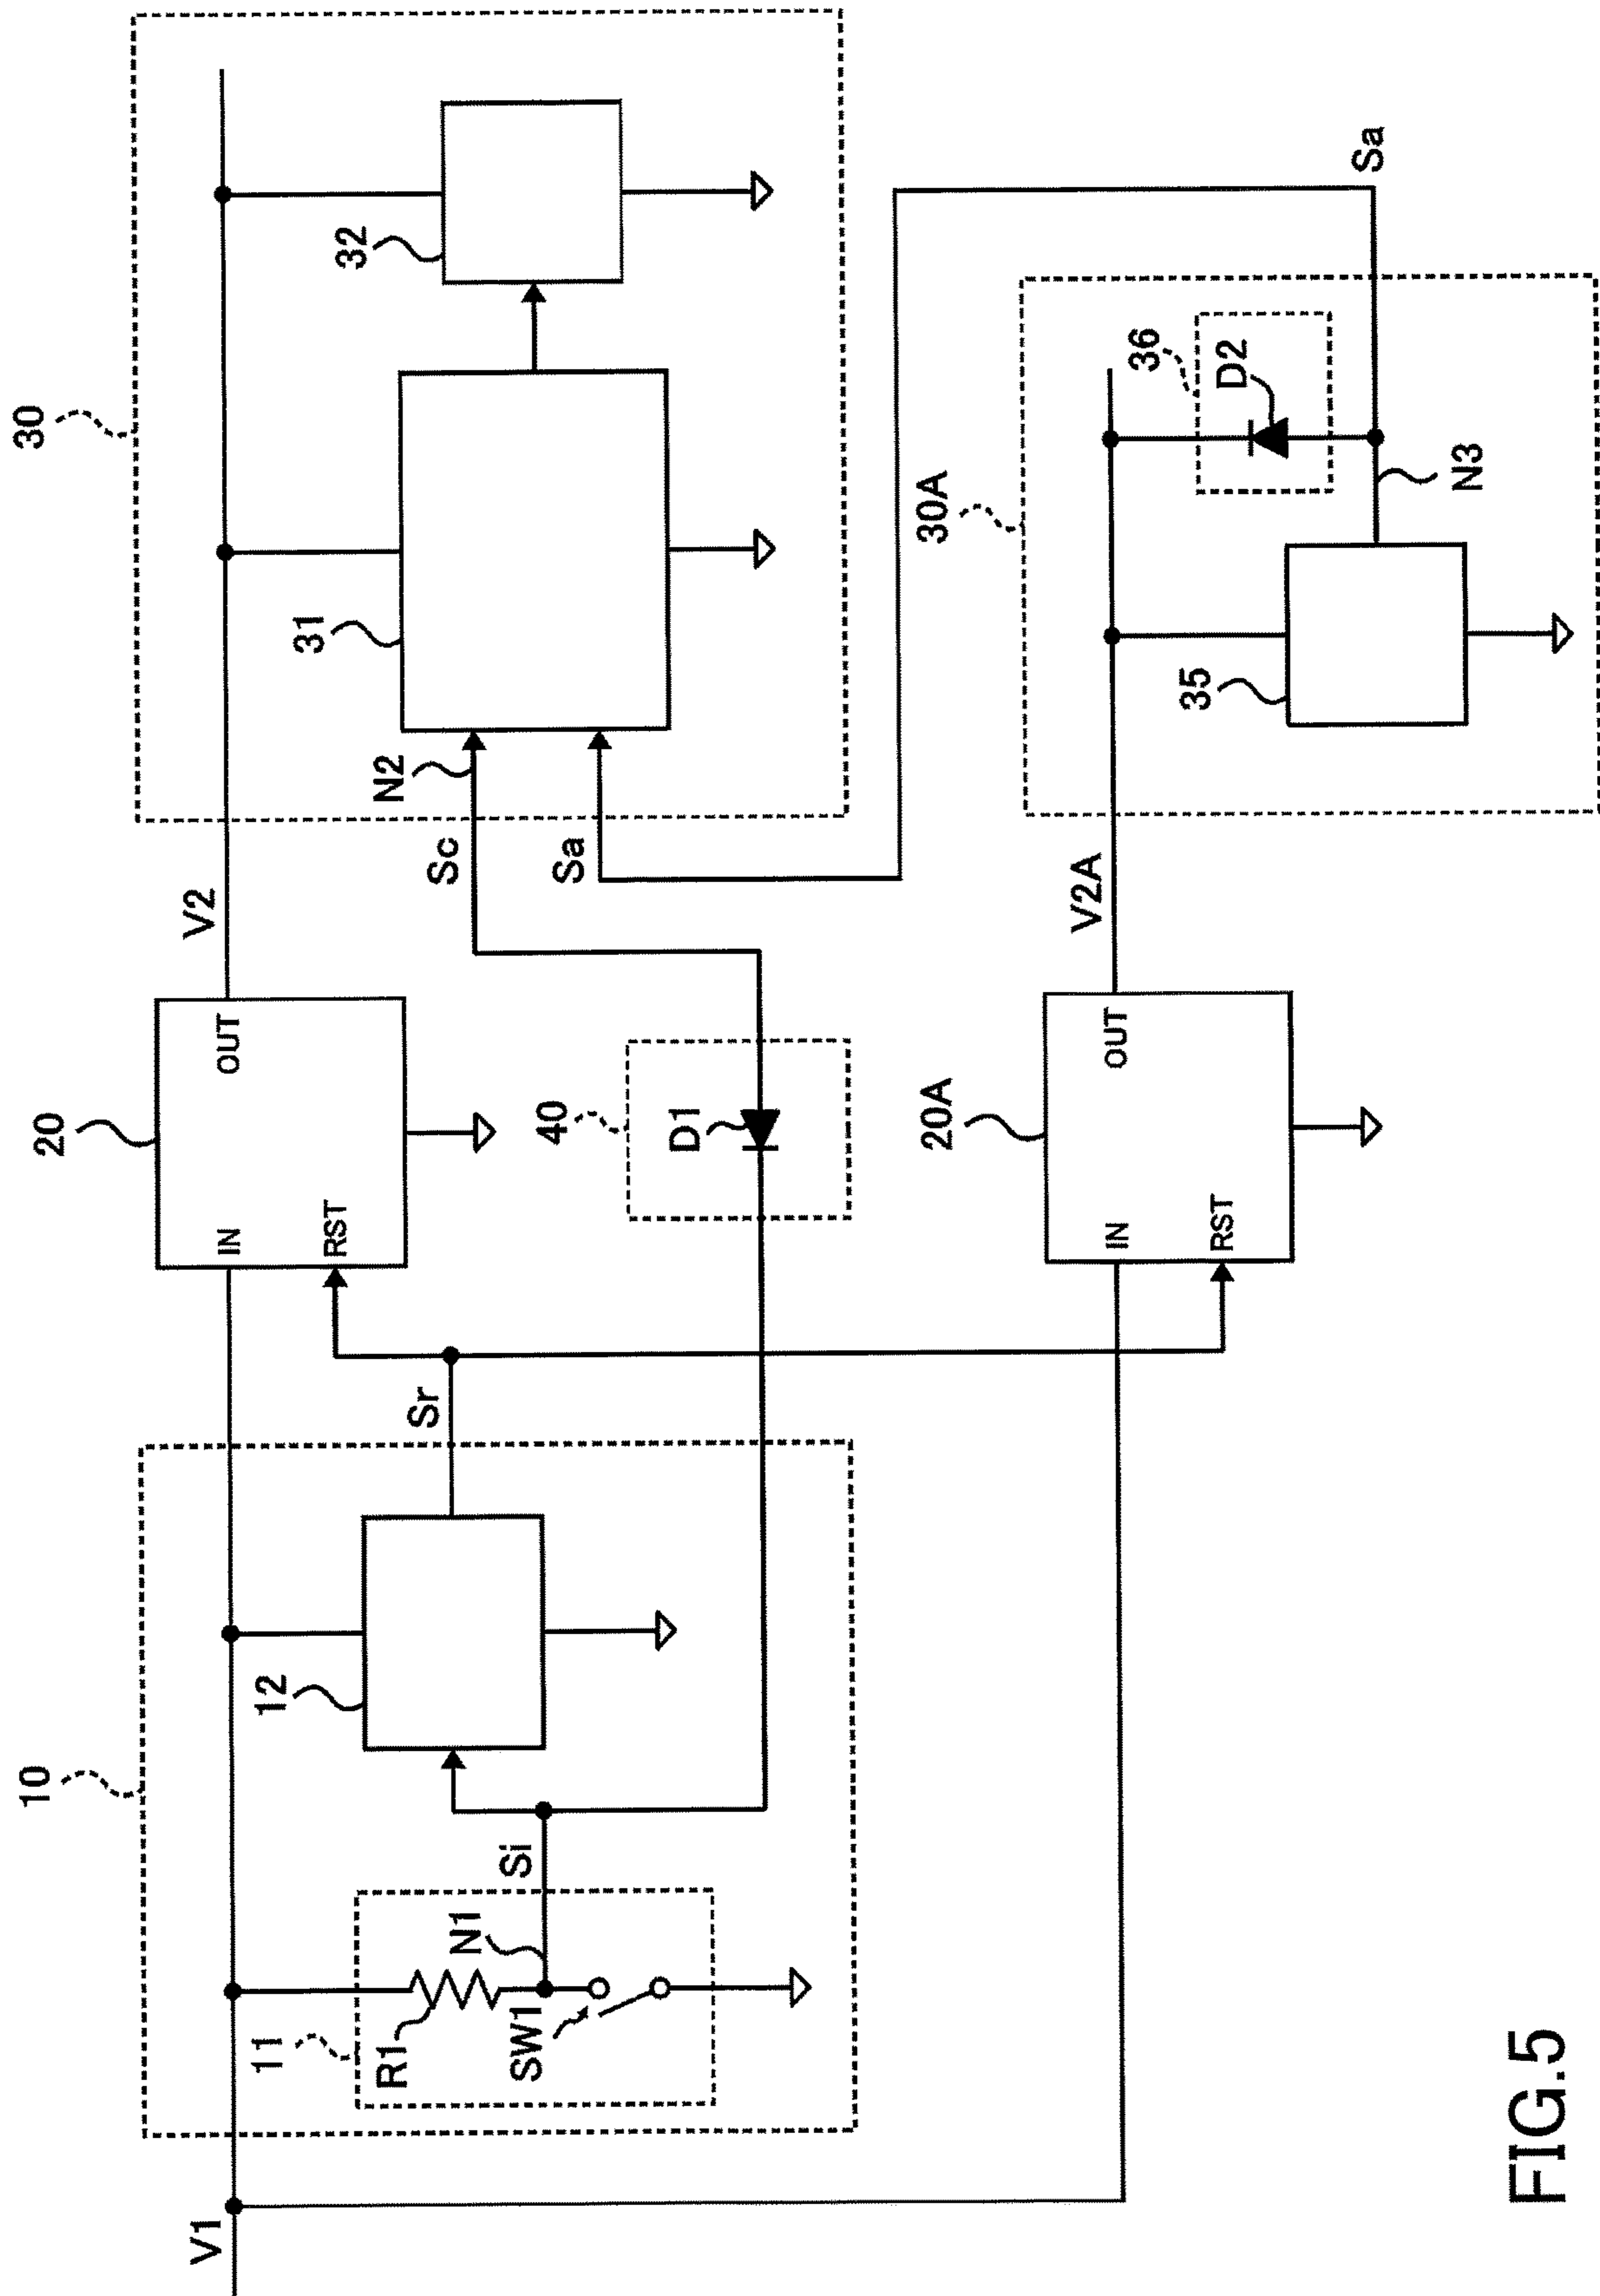 V1
10
11
R1
SW1
N1
Si
12
Sr
20
IN
OUT
RST
V2
40
D1
Sc
Sa
N2
30
31
32
20A
IN
OUT
RST
V2A
30A
35
36
D2
N3
Sa
FIG.5